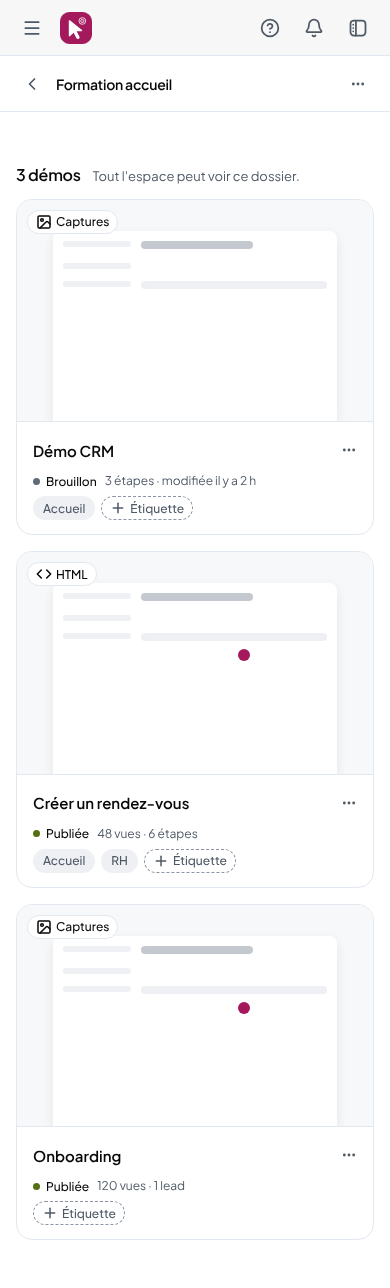 Formation accueil
3 démos Tout l'espace peut voir ce dossier.
Captures
Démo CRM
Brouillon 3 étapes · modifiée il y a 2 h
Accueil + Étiquette
HTML
Créer un rendez-vous
Publiée 48 vues · 6 étapes
Accueil RH + Étiquette
Captures
Onboarding
Publiée 120 vues · 1 lead
+ Étiquette